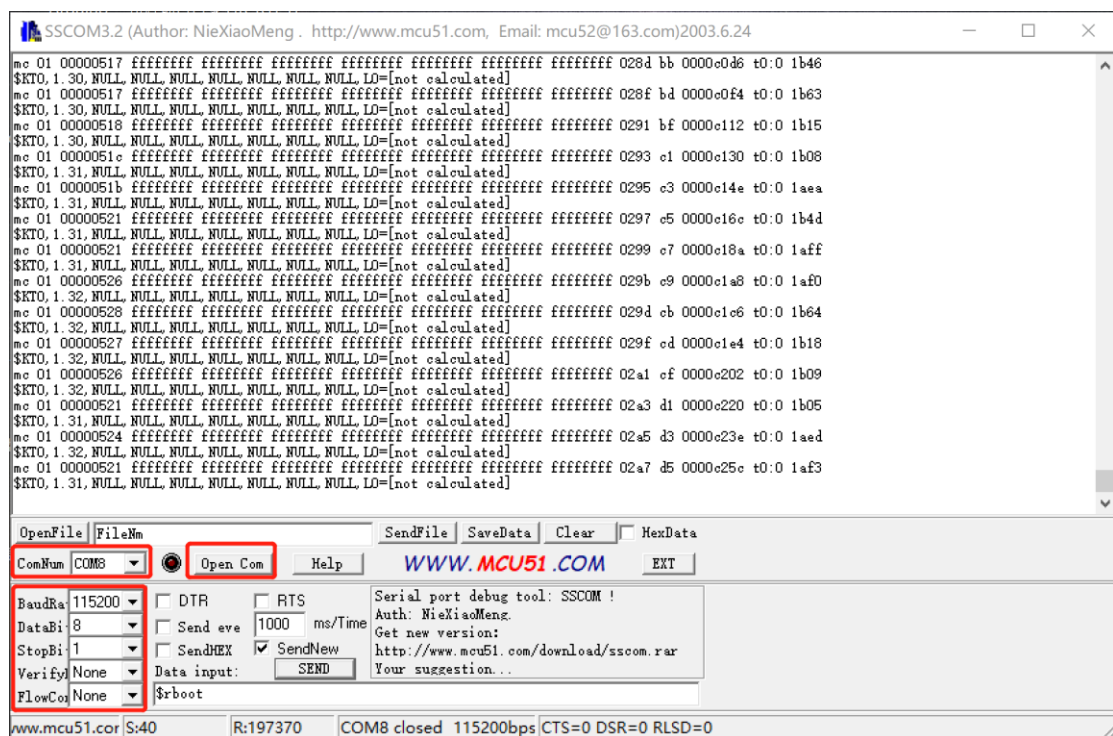 SSCOM3.2 (Author: NieXiaoMeng .  http://www.mcu51.com,  Email: mcu52@163.com)2003.6.24
mc 01 00000517 ffffffff ffffffff ffffffff ffffffff ffffffff ffffffff ffffffff 028d bb 0000c0d6 t0:0 1b46
$KT0, 1.30, NULL, NULL, NULL, NULL, NULL, NULL, L0=[not calculated]
mc 01 00000517 ffffffff ffffffff ffffffff ffffffff ffffffff ffffffff ffffffff 028f bd 0000c0f4 t0:0 1b63
$KT0, 1.30, NULL, NULL, NULL, NULL, NULL, NULL, L0=[not calculated]
mc 01 00000518 ffffffff ffffffff ffffffff ffffffff ffffffff ffffffff ffffffff 0291 bf 0000c112 t0:0 1b15
$KT0, 1.30, NULL, NULL, NULL, NULL, NULL, NULL, L0=[not calculated]
mc 01 0000051c ffffffff ffffffff ffffffff ffffffff ffffffff ffffffff ffffffff 0293 c1 0000c130 t0:0 1b08
$KT0, 1.31, NULL, NULL, NULL, NULL, NULL, NULL, L0=[not calculated]
mc 01 0000051b ffffffff ffffffff ffffffff ffffffff ffffffff ffffffff ffffffff 0295 c3 0000c14e t0:0 1aea
$KT0, 1.31, NULL, NULL, NULL, NULL, NULL, NULL, L0=[not calculated]
mc 01 00000521 ffffffff ffffffff ffffffff ffffffff ffffffff ffffffff ffffffff 0297 c5 0000c16c t0:0 1b4d
$KT0, 1.31, NULL, NULL, NULL, NULL, NULL, NULL, L0=[not calculated]
mc 01 00000521 ffffffff ffffffff ffffffff ffffffff ffffffff ffffffff ffffffff 0299 c7 0000c18a t0:0 1aff
$KT0, 1.31, NULL, NULL, NULL, NULL, NULL, NULL, L0=[not calculated]
mc 01 00000526 ffffffff ffffffff ffffffff ffffffff ffffffff ffffffff ffffffff 029b c9 0000c1a8 t0:0 1af0
$KT0, 1.32, NULL, NULL, NULL, NULL, NULL, NULL, L0=[not calculated]
mc 01 00000528 ffffffff ffffffff ffffffff ffffffff ffffffff ffffffff ffffffff 029d cb 0000c1c6 t0:0 1b64
$KT0, 1.32, NULL, NULL, NULL, NULL, NULL, NULL, L0=[not calculated]
mc 01 00000527 ffffffff ffffffff ffffffff ffffffff ffffffff ffffffff ffffffff 029f cd 0000c1e4 t0:0 1b18
$KT0, 1.32, NULL, NULL, NULL, NULL, NULL, NULL, L0=[not calculated]
mc 01 00000526 ffffffff ffffffff ffffffff ffffffff ffffffff ffffffff ffffffff 02a1 cf 0000c202 t0:0 1b09
$KT0, 1.32, NULL, NULL, NULL, NULL, NULL, NULL, L0=[not calculated]
mc 01 00000521 ffffffff ffffffff ffffffff ffffffff ffffffff ffffffff ffffffff 02a3 d1 0000c220 t0:0 1b05
$KT0, 1.31, NULL, NULL, NULL, NULL, NULL, NULL, L0=[not calculated]
mc 01 00000524 ffffffff ffffffff ffffffff ffffffff ffffffff ffffffff ffffffff 02a5 d3 0000c23e t0:0 1aed
$KT0, 1.32, NULL, NULL, NULL, NULL, NULL, NULL, L0=[not calculated]
mc 01 00000521 ffffffff ffffffff ffffffff ffffffff ffffffff ffffffff ffffffff 02a7 d5 0000c25c t0:0 1af3
$KT0, 1.31, NULL, NULL, NULL, NULL, NULL, NULL, L0=[not calculated]
OpenFile FileNm SendFile SaveData Clear HexData
ComNum COM8 Open Com Help WWW.MCU51.COM EXT
BaudRa 115200 DTR RTS
DataBi 8 Send eve 1000 ms/Time
StopBi 1 SendHEX SendNew
Verify None Data input: SEND
FlowCo None $rboot
Serial port debug tool: SSCOM !
Auth: NieXiaoMeng.
Get new version:
http://www.mcu51.com/download/sscom.rar
Your suggestion...
www.mcu51.cor S:40 R:197370 COM8 closed 115200bps CTS=0 DSR=0 RLSD=0